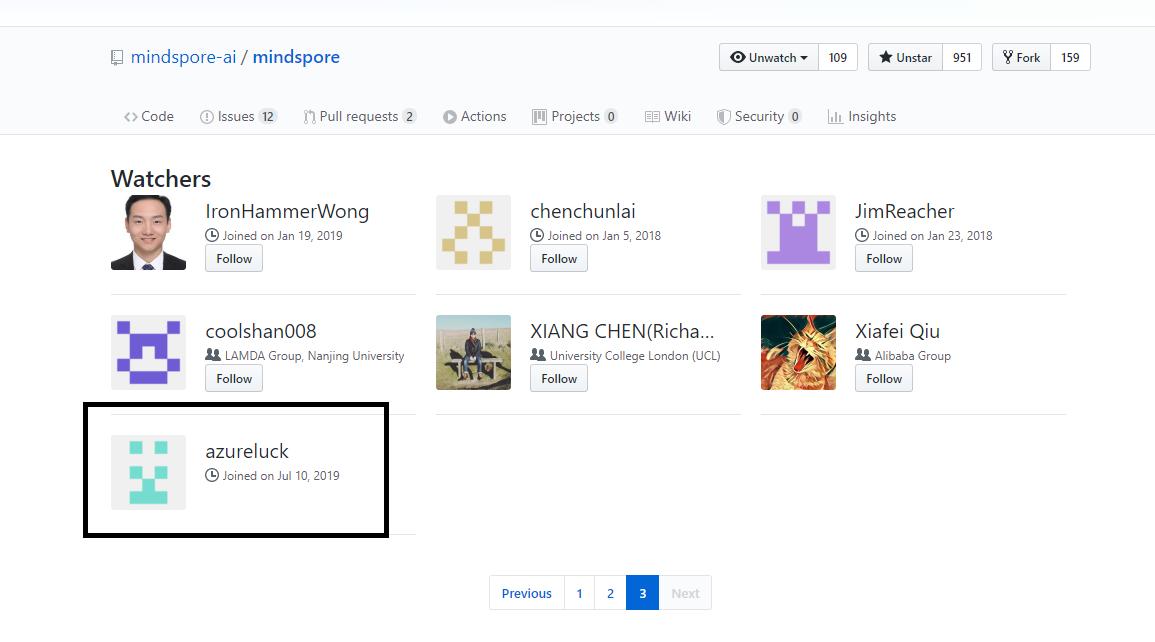 mindspore-ai / mindspore
Unwatch 109 Unstar 951 Fork 159
Code Issues 12 Pull requests 2 Actions Projects 0 Wiki Security 0 Insights
Watchers
IronHammerWong
Joined on Jan 19, 2019
Follow
chenchunlai
Joined on Jan 5, 2018
Follow
JimReacher
Joined on Jan 23, 2018
Follow
coolshan008
LAMDA Group, Nanjing University
Follow
XIANG CHEN(Richa...
University College London (UCL)
Follow
Xiafei Qiu
Alibaba Group
Follow
azureluck
Joined on Jul 10, 2019
Previous 1 2 3 Next